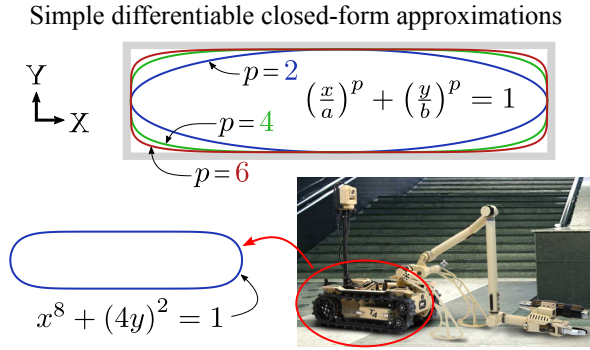 Simple differentiable closed-form approximations
Y
X
p = 2
(x/a)^p + (y/b)^p = 1
p = 4
p = 6
x^8 + (4y)^2 = 1